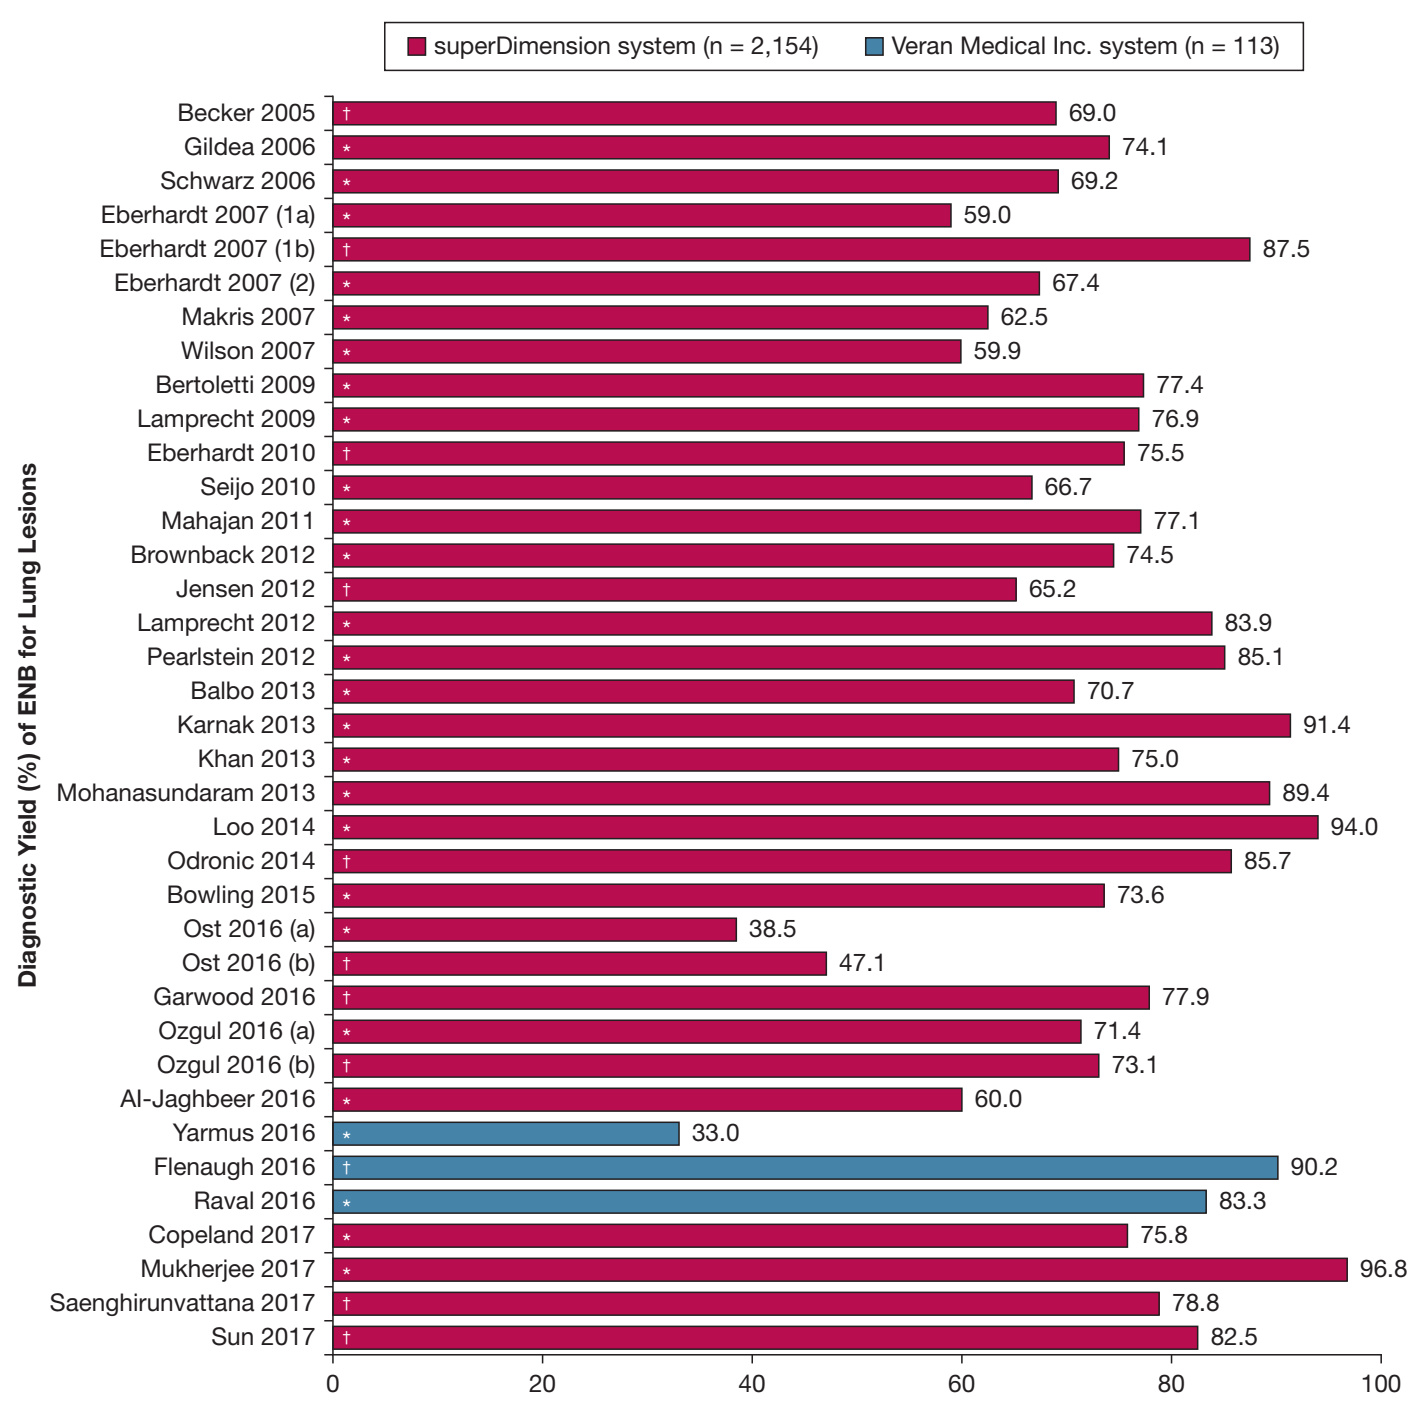 superDimension system (n = 2,154) Veran Medical Inc. system (n = 113)
Diagnostic Yield (%) of ENB for Lung Lesions
Becker 2005 † 69.0
Gildea 2006 * 74.1
Schwarz 2006 * 69.2
Eberhardt 2007 (1a) * 59.0
Eberhardt 2007 (1b) † 87.5
Eberhardt 2007 (2) * 67.4
Makris 2007 * 62.5
Wilson 2007 * 59.9
Bertoletti 2009 * 77.4
Lamprecht 2009 * 76.9
Eberhardt 2010 † 75.5
Seijo 2010 * 66.7
Mahajan 2011 * 77.1
Brownback 2012 * 74.5
Jensen 2012 † 65.2
Lamprecht 2012 * 83.9
Pearlstein 2012 * 85.1
Balbo 2013 * 70.7
Karnak 2013 * 91.4
Khan 2013 * 75.0
Mohanasundaram 2013 * 89.4
Loo 2014 * 94.0
Odronic 2014 † 85.7
Bowling 2015 * 73.6
Ost 2016 (a) * 38.5
Ost 2016 (b) † 47.1
Garwood 2016 † 77.9
Ozgul 2016 (a) * 71.4
Ozgul 2016 (b) † 73.1
Al-Jaghbeer 2016 * 60.0
Yarmus 2016 * 33.0
Flenaugh 2016 † 90.2
Raval 2016 * 83.3
Copeland 2017 * 75.8
Mukherjee 2017 * 96.8
Saenghirunvattana 2017 † 78.8
Sun 2017 † 82.5
0 20 40 60 80 100